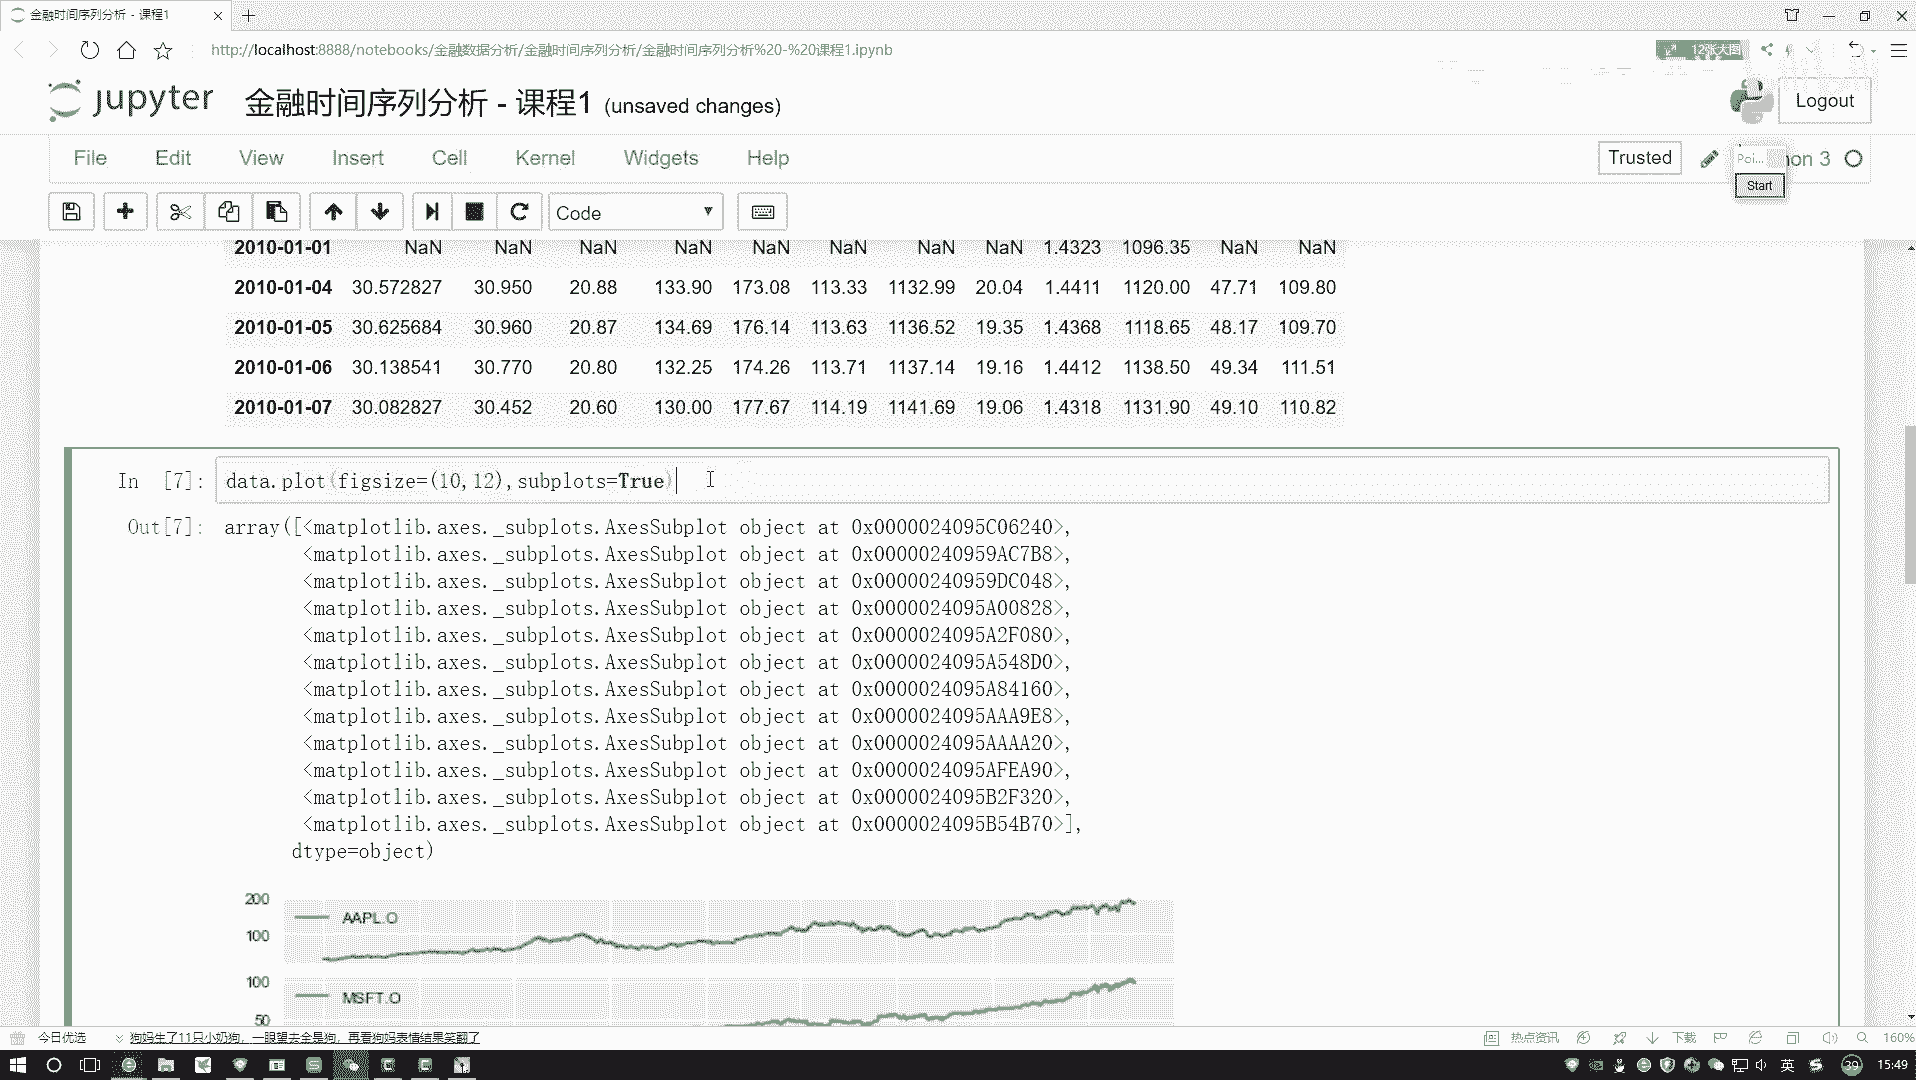 金融时间序列分析 - 课程1
http://localhost:8888/notebooks/金融数据分析/金融时间序列分析/金融时间序列分析%20-%20课程1.ipynb
12张大图
jupyter 金融时间序列分析 - 课程1 (unsaved changes)
Logout
File Edit View Insert Cell Kernel Widgets Help
Trusted
Poi... hon 3
Start
Code
2010-01-01 NaN NaN NaN NaN NaN NaN NaN NaN 1.4323 1096.35 NaN NaN
2010-01-04 30.572827 30.950 20.88 133.90 173.08 113.33 1132.99 20.04 1.4411 1120.00 47.71 109.80
2010-01-05 30.625684 30.960 20.87 134.69 176.14 113.63 1136.52 19.35 1.4368 1118.65 48.17 109.70
2010-01-06 30.138541 30.770 20.80 132.25 174.26 113.71 1137.14 19.16 1.4412 1138.50 49.34 111.51
2010-01-07 30.082827 30.452 20.60 130.00 177.67 114.19 1141.69 19.06 1.4318 1131.90 49.10 110.82
In [7]: data.plot(figsize=(10,12),subplots=True)
Out[7]: array([<matplotlib.axes._subplots.AxesSubplot object at 0x0000024095C06240>,
<matplotlib.axes._subplots.AxesSubplot object at 0x00000240959AC7B8>,
<matplotlib.axes._subplots.AxesSubplot object at 0x00000240959DC048>,
<matplotlib.axes._subplots.AxesSubplot object at 0x0000024095A00828>,
<matplotlib.axes._subplots.AxesSubplot object at 0x0000024095A2F080>,
<matplotlib.axes._subplots.AxesSubplot object at 0x0000024095A548D0>,
<matplotlib.axes._subplots.AxesSubplot object at 0x0000024095A84160>,
<matplotlib.axes._subplots.AxesSubplot object at 0x0000024095AAA9E8>,
<matplotlib.axes._subplots.AxesSubplot object at 0x0000024095AAAA20>,
<matplotlib.axes._subplots.AxesSubplot object at 0x0000024095AFEA90>,
<matplotlib.axes._subplots.AxesSubplot object at 0x0000024095B2F320>,
<matplotlib.axes._subplots.AxesSubplot object at 0x0000024095B54B70>],
dtype=object)
200
AAPL.O
100
100
MSFT.O
50
今日优选 狗妈生了11只小奶狗，一眼望去全是狗，再看狗妈表情结果笑翻了
热点资讯 下载 160%
英 39 15:49